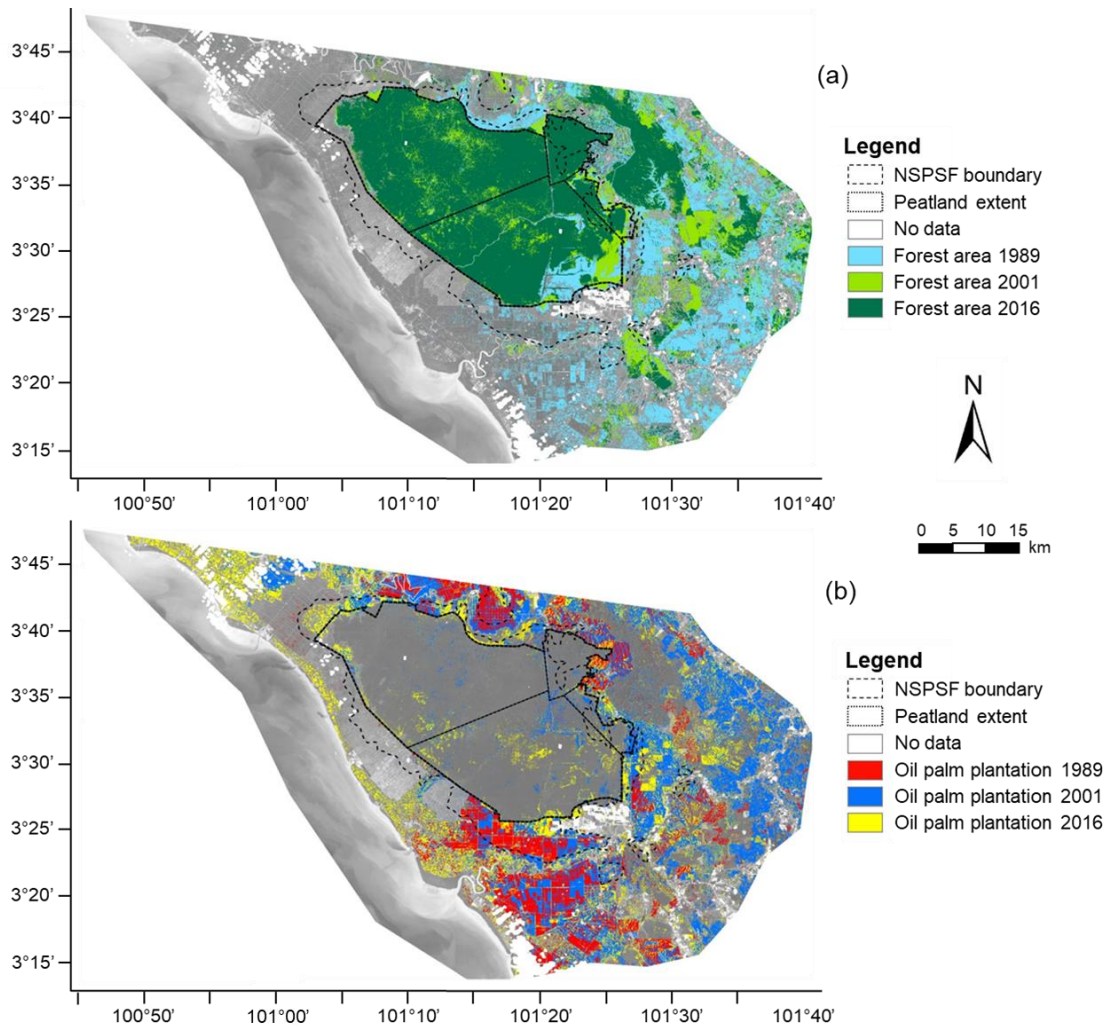 (a)
3°45’
3°40’
3°35’
3°30’
3°25’
3°20’
3°15’
100°50’ 101°00’ 101°10’ 101°20’ 101°30’ 101°40’
Legend
NSPSF boundary
Peatland extent
No data
Forest area 1989
Forest area 2001
Forest area 2016
N
0 5 10 15
km
(b)
3°45’
3°40’
3°35’
3°30’
3°25’
3°20’
3°15’
100°50’ 101°00’ 101°10’ 101°20’ 101°30’ 101°40’
Legend
NSPSF boundary
Peatland extent
No data
Oil palm plantation 1989
Oil palm plantation 2001
Oil palm plantation 2016